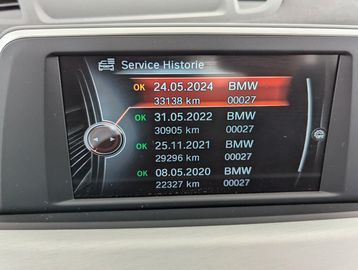 Service Historie
OK 24.05.2024 BMW
33138 km 00027
OK 31.05.2022 BMW
30905 km 00027
OK 25.11.2021 BMW
29296 km 00027
OK 08.05.2020 BMW
22327 km 00027